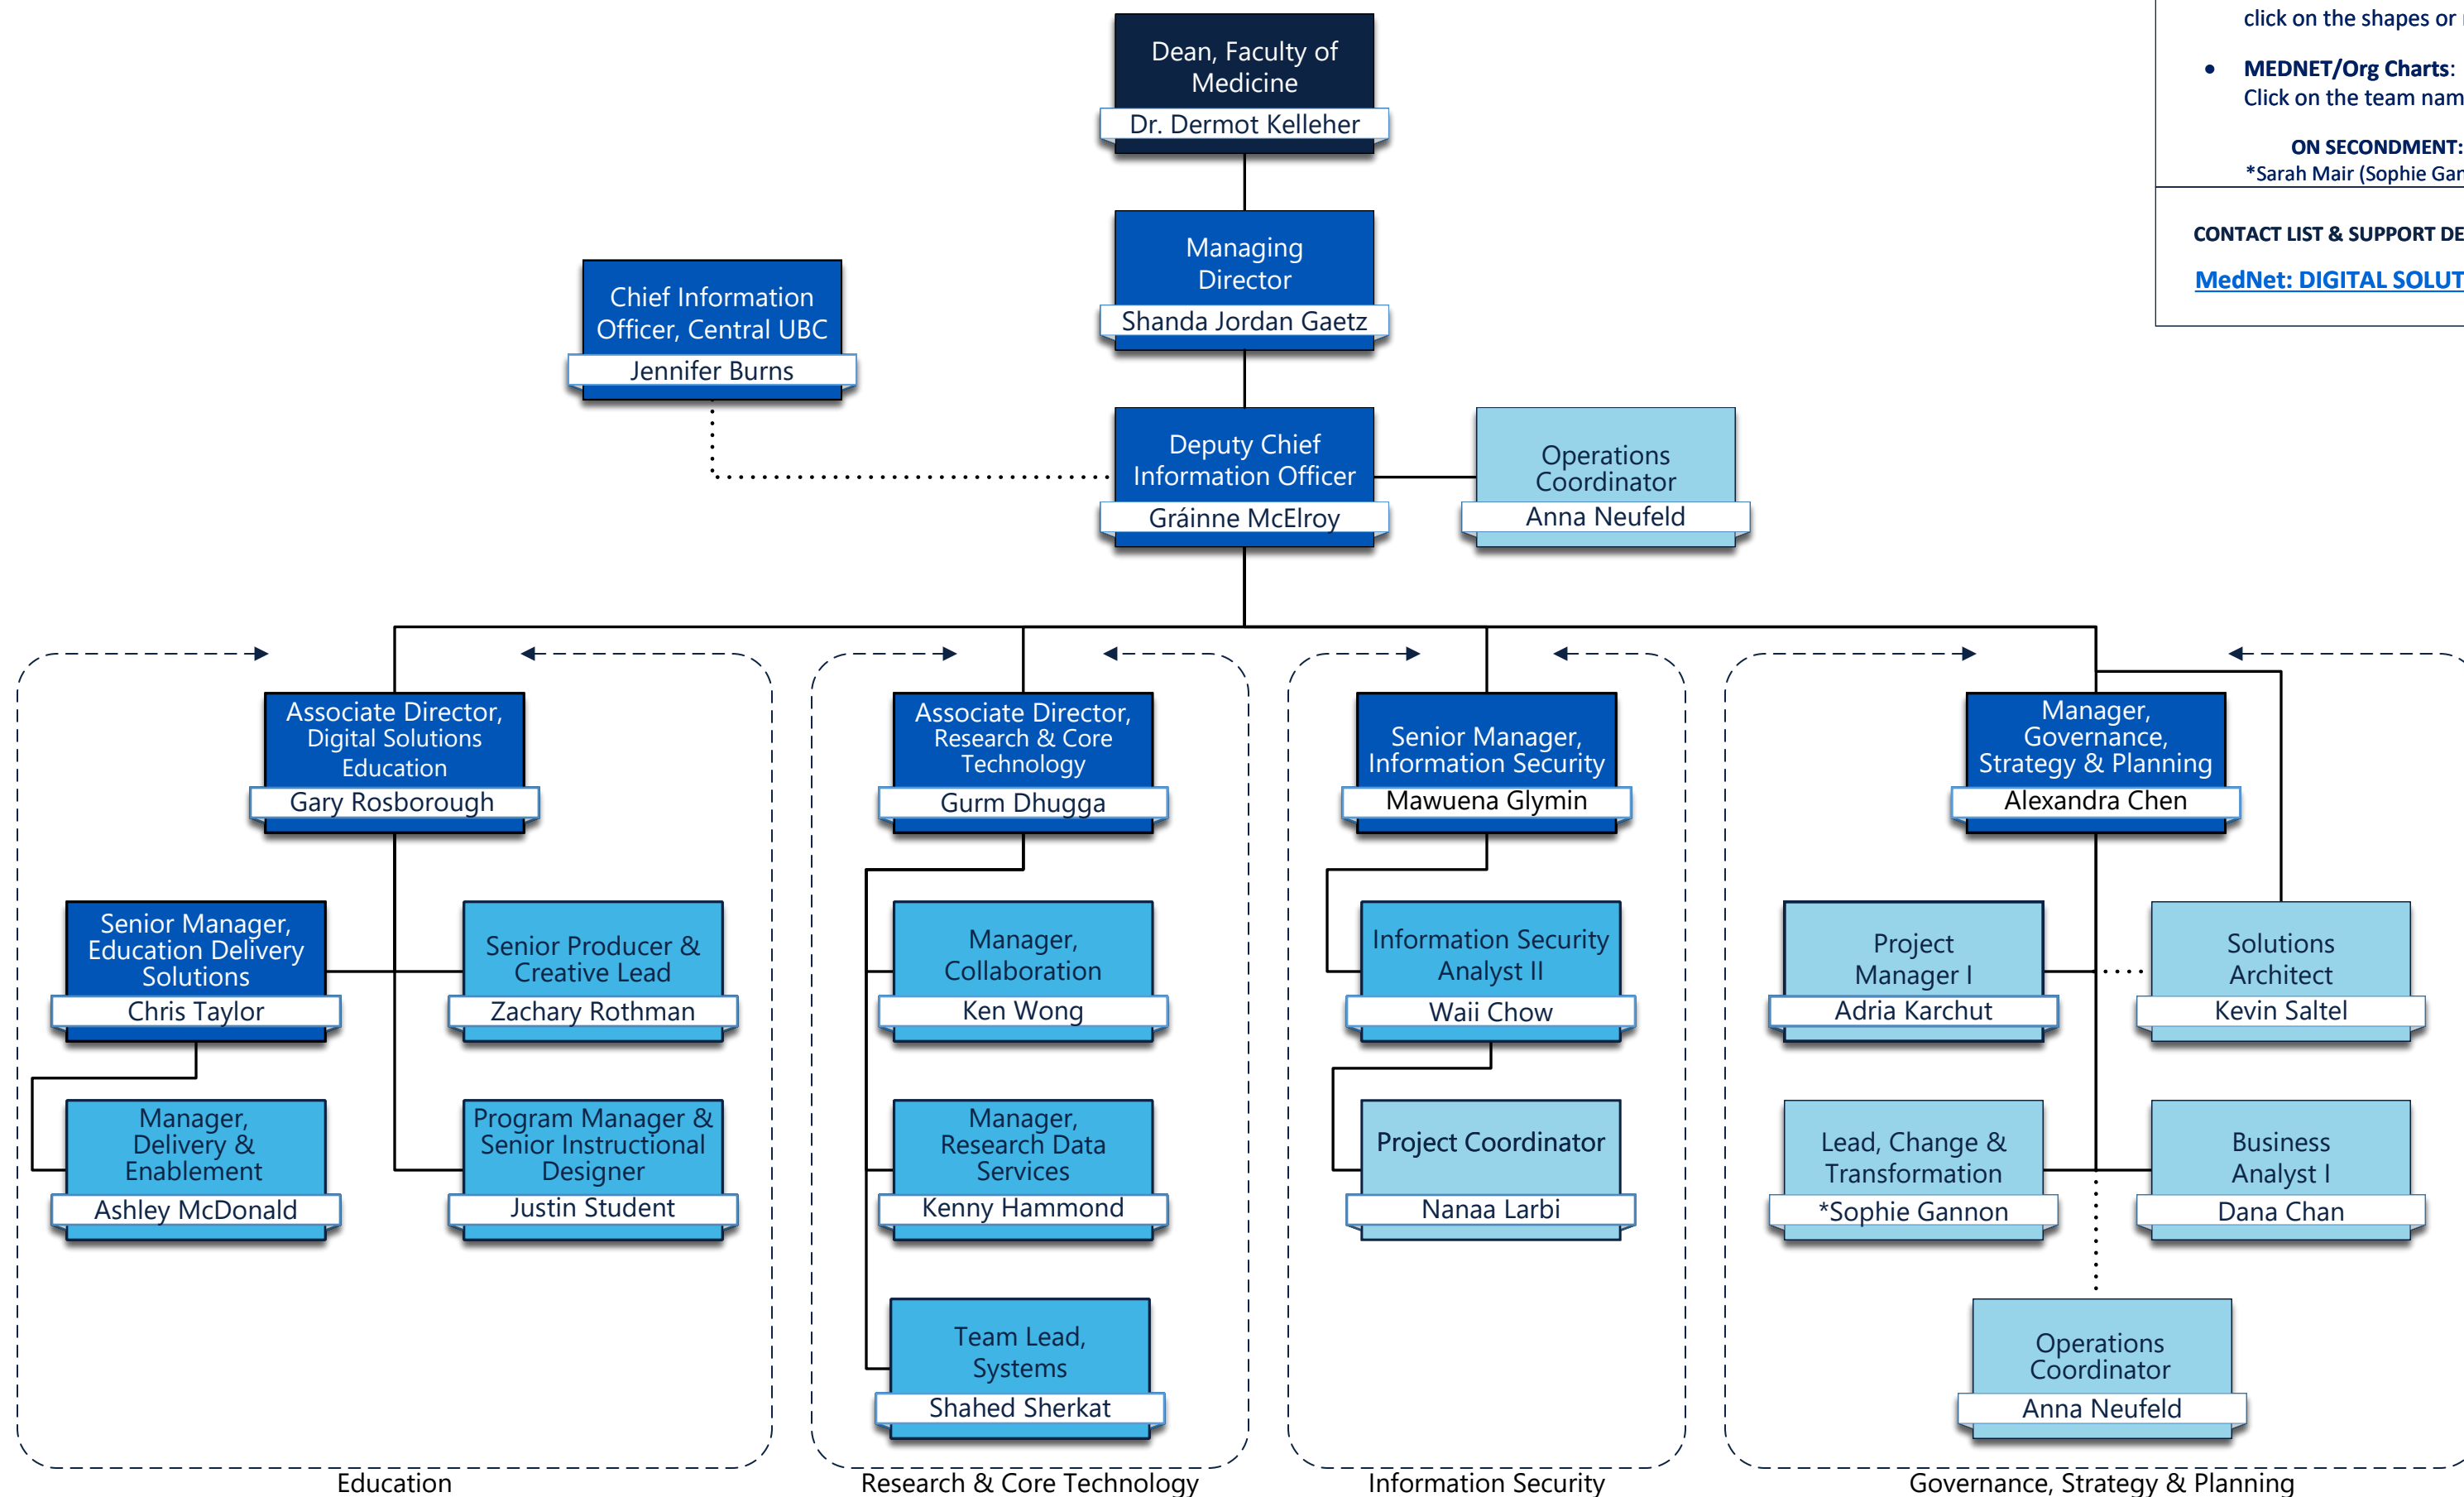 Dean, Faculty of
Medicine
Dr. Dermot Kelleher
click on the shapes or
• MEDNET/Org Charts:
Click on the team nam
ON SECONDMENT:
*Sarah Mair (Sophie Gan
CONTACT LIST & SUPPORT DE
MedNet: DIGITAL SOLUT
Managing
Director
Shanda Jordan Gaetz
Chief Information
Officer, Central UBC
Jennifer Burns
Deputy Chief
Information Officer
Gráinne McElroy
Operations
Coordinator
Anna Neufeld
Associate Director,
Digital Solutions
Education
Gary Rosborough
Associate Director,
Research & Core
Technology
Gurm Dhugga
Senior Manager,
Information Security
Mawuena Glymin
Manager,
Governance,
Strategy & Planning
Alexandra Chen
Senior Manager,
Education Delivery
Solutions
Chris Taylor
Senior Producer &
Creative Lead
Zachary Rothman
Manager,
Collaboration
Ken Wong
Information Security
Analyst II
Waii Chow
Project
Manager I
Adria Karchut
Solutions
Architect
Kevin Saltel
Manager,
Delivery &
Enablement
Ashley McDonald
Program Manager &
Senior Instructional
Designer
Justin Student
Manager,
Research Data
Services
Kenny Hammond
Project Coordinator
Nanaa Larbi
Lead, Change &
Transformation
*Sophie Gannon
Business
Analyst I
Dana Chan
Team Lead,
Systems
Shahed Sherkat
Operations
Coordinator
Anna Neufeld
Education
Research & Core Technology
Information Security
Governance, Strategy & Planning